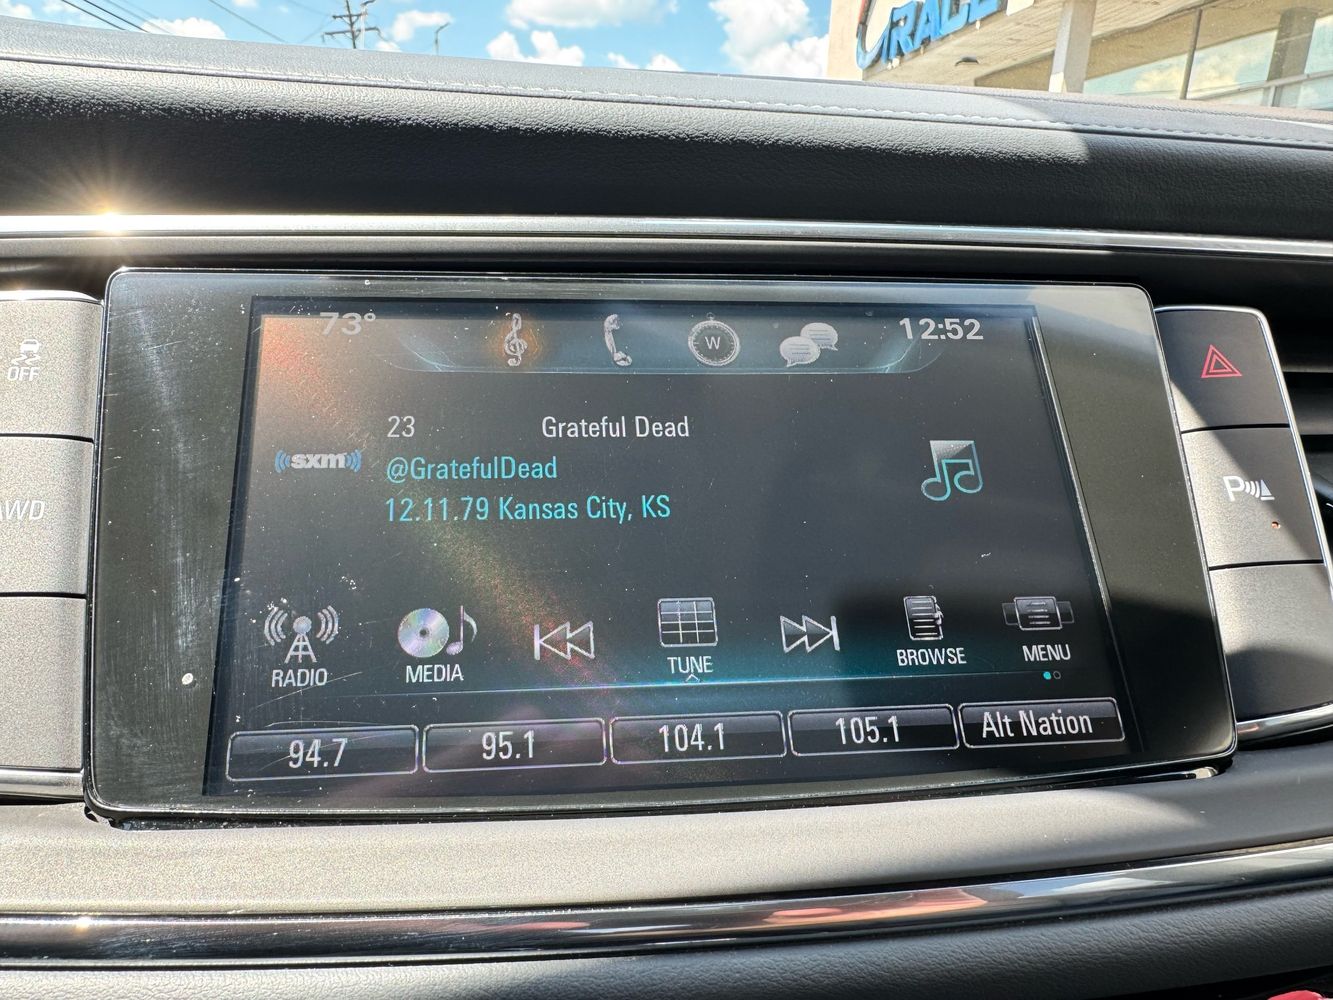 73°
W
12:52
OFF
AWD
23 Grateful Dead
sxm
@GratefulDead
12.11.79 Kansas City, KS
P
RADIO
MEDIA
TUNE
BROWSE
MENU
94.7
95.1
104.1
105.1
Alt Nation